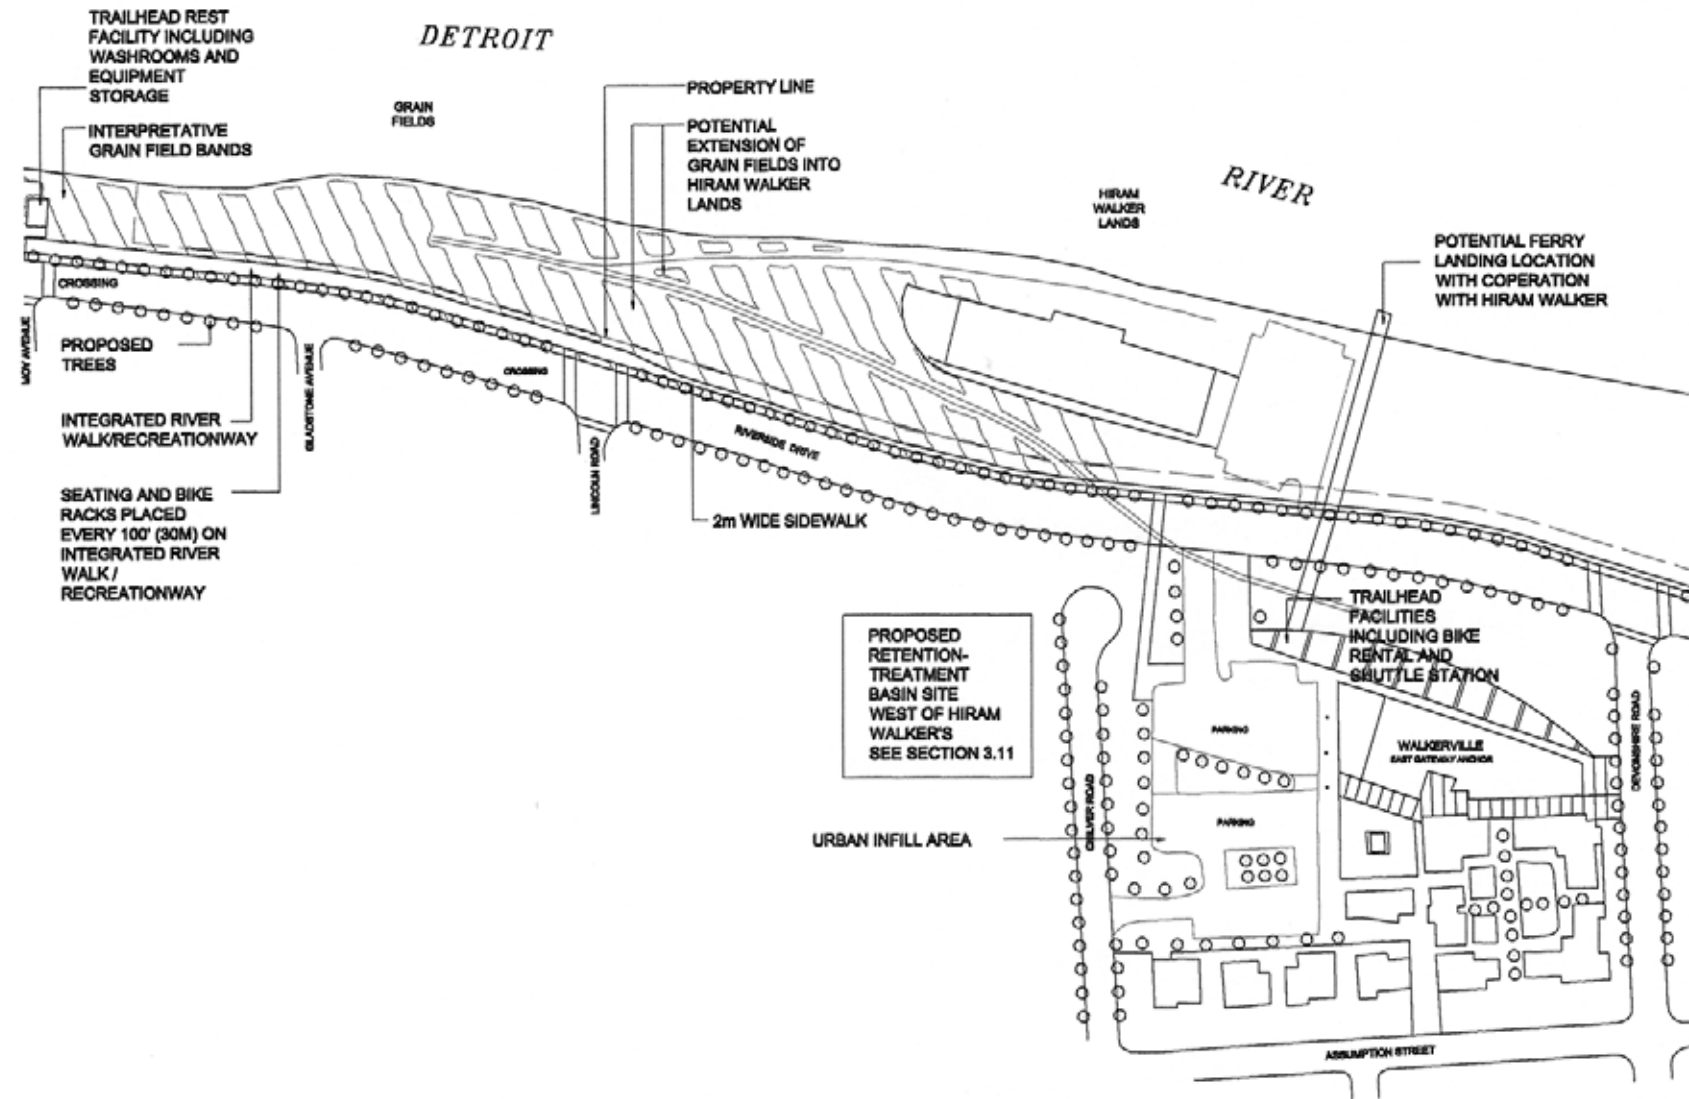 TRAILHEAD REST
FACILITY INCLUDING
WASHROOMS AND
EQUIPMENT
STORAGE
INTERPRETATIVE
GRAIN FIELD BANDS
DETROIT
GRAIN
FIELDS
PROPERTY LINE
POTENTIAL
EXTENSION OF
GRAIN FIELDS INTO
HIRAM WALKER
LANDS
RIVER
HIRAM
WALKER
LANDS
POTENTIAL FERRY
LANDING LOCATION
WITH COPERATION
WITH HIRAM WALKER
CROSSING
MOY AVENUE
PROPOSED
TREES
GLADSTONE AVENUE
CROSSING
INTEGRATED RIVER
WALK/RECREATIONWAY
LINCOLN ROAD
RIVERSIDE DRIVE
SEATING AND BIKE
RACKS PLACED
EVERY 100' (30M) ON
INTEGRATED RIVER
WALK /
RECREATIONWAY
2m WIDE SIDEWALK
TRAILHEAD
FACILITIES
INCLUDING BIKE
RENTAL AND
SHUTTLE STATION
PROPOSED
RETENTION-
TREATMENT
BASIN SITE
WEST OF HIRAM
WALKER'S
SEE SECTION 3.11
PARKING
WALKERVILLE
EAST GATEWAY ANCHOR
DEVONSHIRE ROAD
CHILVER ROAD
PARKING
URBAN INFILL AREA
ASSUMPTION STREET